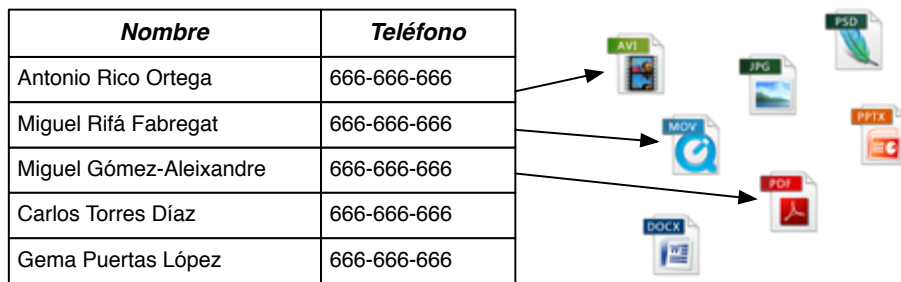 Nombre Teléfono
Antonio Rico Ortega 666-666-666
Miguel Rifá Fabregat 666-666-666
Miguel Gómez-Aleixandre 666-666-666
Carlos Torres Díaz 666-666-666
Gema Puertas López 666-666-666
PSD
AVI
JPG
PPTX
MOV
PDF
DOCX